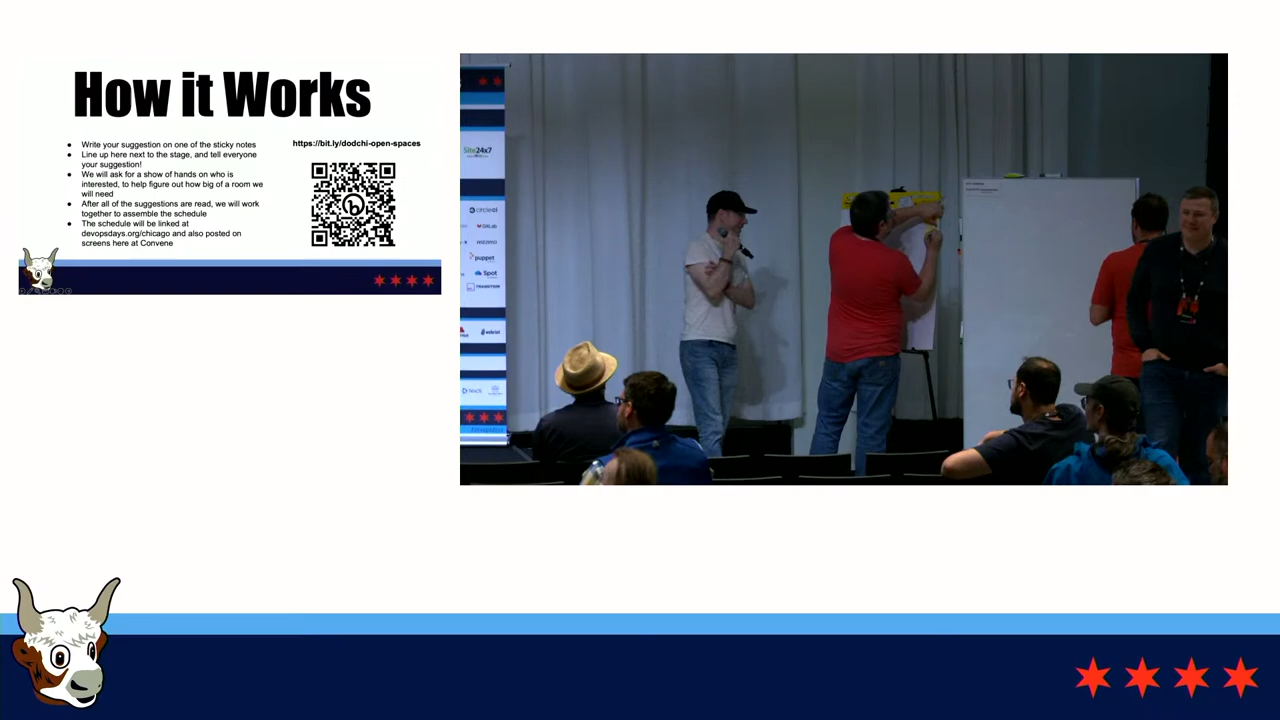 How it Works
● Write your suggestion on one of the sticky notes
● Line up here next to the stage, and tell everyone
your suggestion!
● We will ask for a show of hands on who is
interested, to help figure out how big of a room we
will need
● After all of the suggestions are read, we will work
together to assemble the schedule
● The schedule will be linked at
devopsdays.org/chicago and also posted on
screens here at Convene
https://bit.ly/dodchi-open-spaces
Site24x7
circleci
GitLab
mezmo
puppet
Spot